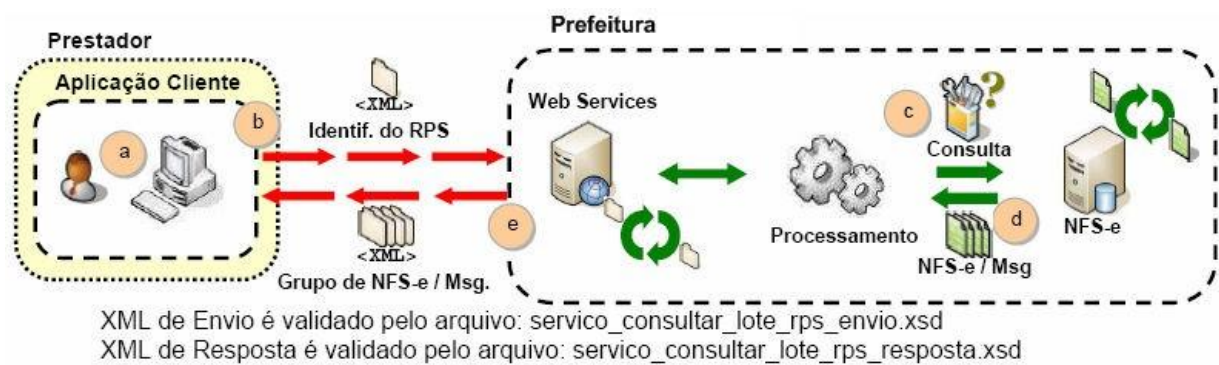 Prefeitura
Prestador
Aplicação Cliente
a
b
<XML>
Identif. do RPS
<XML>
Grupo de NFS-e / Msg.
Web Services
e
Processamento
c
Consulta
d
NFS-e / Msg
NFS-e
XML de Envio é validado pelo arquivo: servico_consultar_lote_rps_envio.xsd
XML de Resposta é validado pelo arquivo: servico_consultar_lote_rps_resposta.xsd